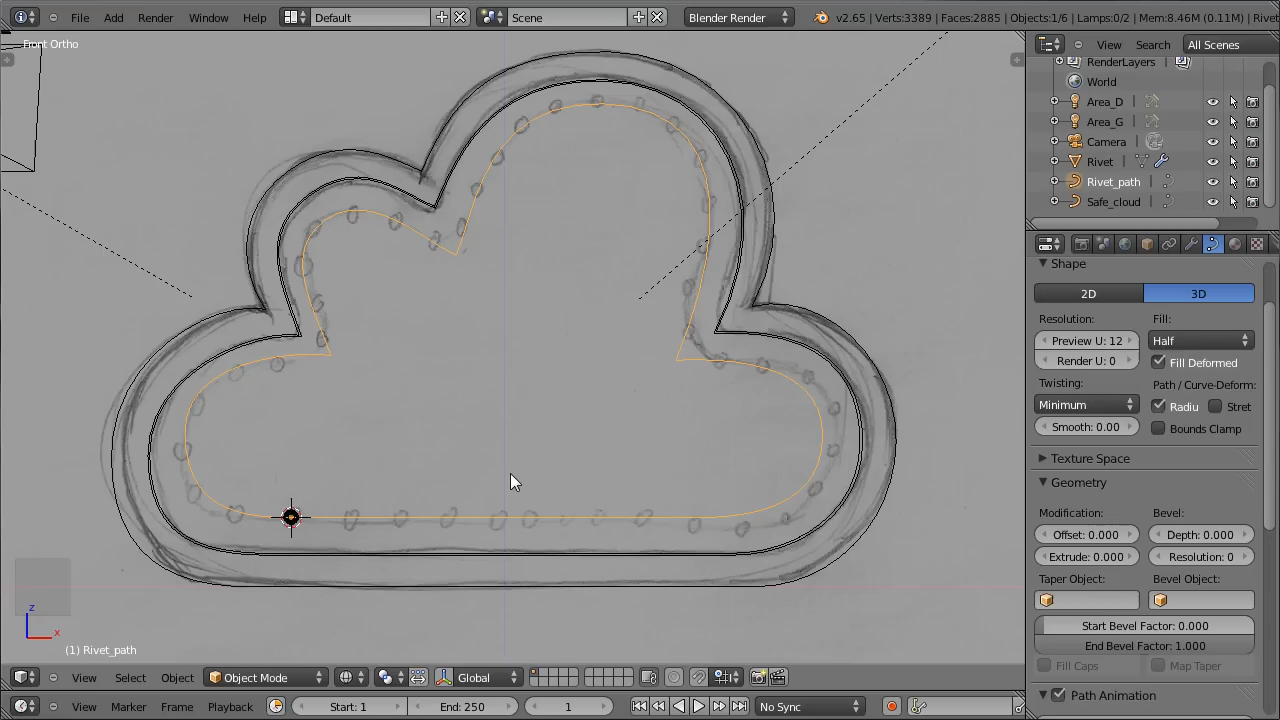 File Add Render Window Help Default Scene Blender Render v2.65 | Verts:3389 | Faces:2885 | Objects:1/6 | Lamps:0/2 | Mem:8.46M (0.11M) | Rivet
Front Ortho
View Search All Scenes
RenderLayers
World
Area_D
Area_G
Camera
Rivet
Rivet_path
Safe_cloud
Shape
2D 3D
Resolution: Fill:
Preview U: 12 Half
Render U: 0 Fill Deformed
Twisting: Path / Curve-Deform:
Minimum Radiu Stret
Smooth: 0.00 Bounds Clamp
Texture Space
Geometry
Modification: Bevel:
Offset: 0.000 Depth: 0.000
Extrude: 0.000 Resolution: 0
Taper Object: Bevel Object:
Start Bevel Factor: 0.000
End Bevel Factor: 1.000
Fill Caps Map Taper
Path Animation
z
x
(1) Rivet_path
View Select Object Object Mode Global
View Marker Frame Playback Start: 1 End: 250 1 No Sync